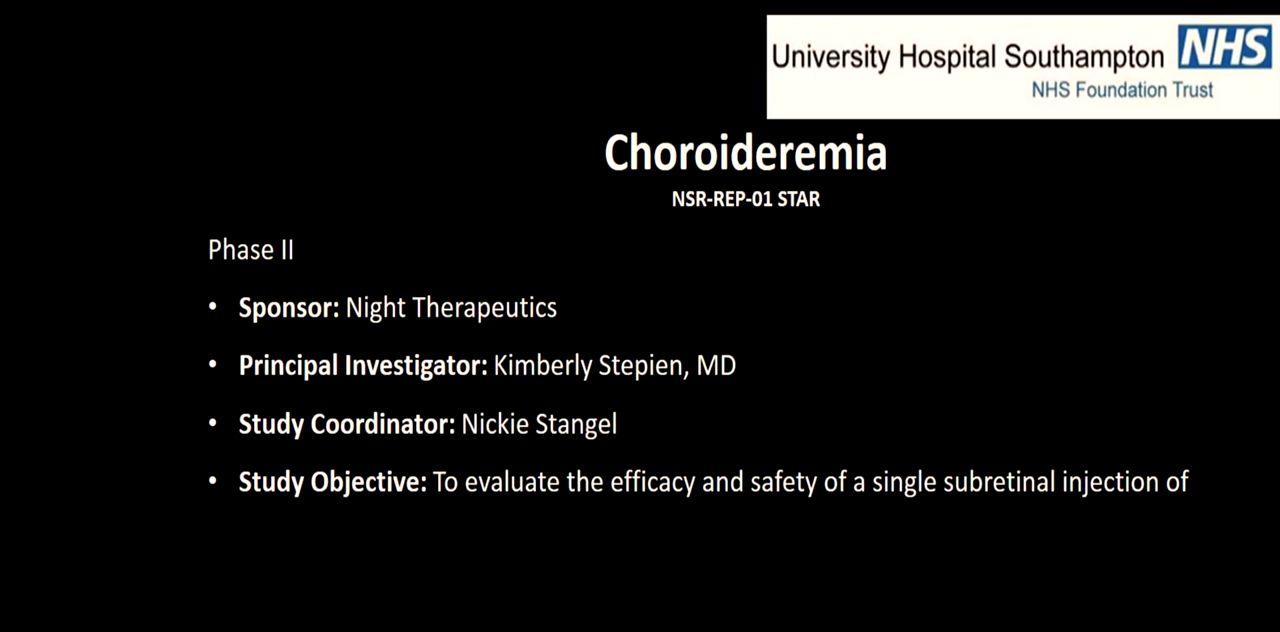 University Hospital Southampton NHS
NHS Foundation Trust
Choroideremia
NSR-REP-01 STAR
Phase II
• Sponsor: Night Therapeutics
• Principal Investigator: Kimberly Stepien, MD
• Study Coordinator: Nickie Stangel
• Study Objective: To evaluate the efficacy and safety of a single subretinal injection of